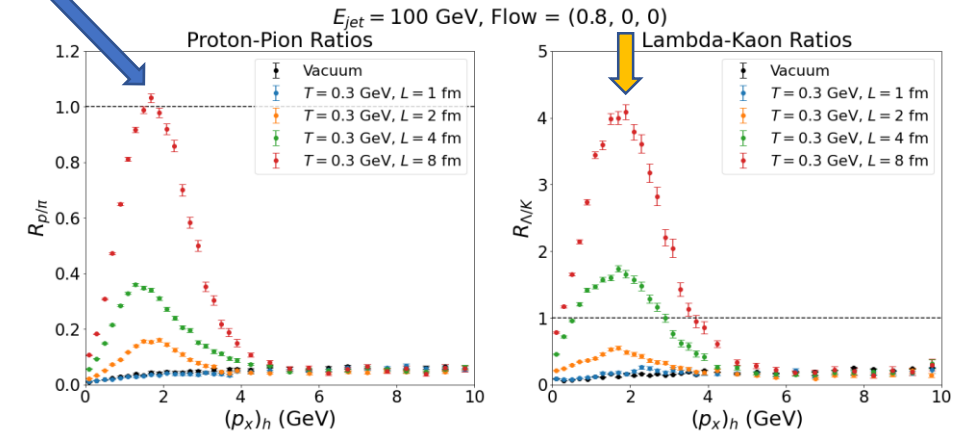 E_jet = 100 GeV, Flow = (0.8, 0, 0)
Proton-Pion Ratios
1.2
1.0
0.8
0.6
0.4
0.2
0.0
R_p/π
Vacuum
T = 0.3 GeV, L = 1 fm
T = 0.3 GeV, L = 2 fm
T = 0.3 GeV, L = 4 fm
T = 0.3 GeV, L = 8 fm
0 2 4 6 8 10
(p_x)_h (GeV)
Lambda-Kaon Ratios
5
4
3
2
1
0
R_Λ/K
Vacuum
T = 0.3 GeV, L = 1 fm
T = 0.3 GeV, L = 2 fm
T = 0.3 GeV, L = 4 fm
T = 0.3 GeV, L = 8 fm
0 2 4 6 8 10
(p_x)_h (GeV)